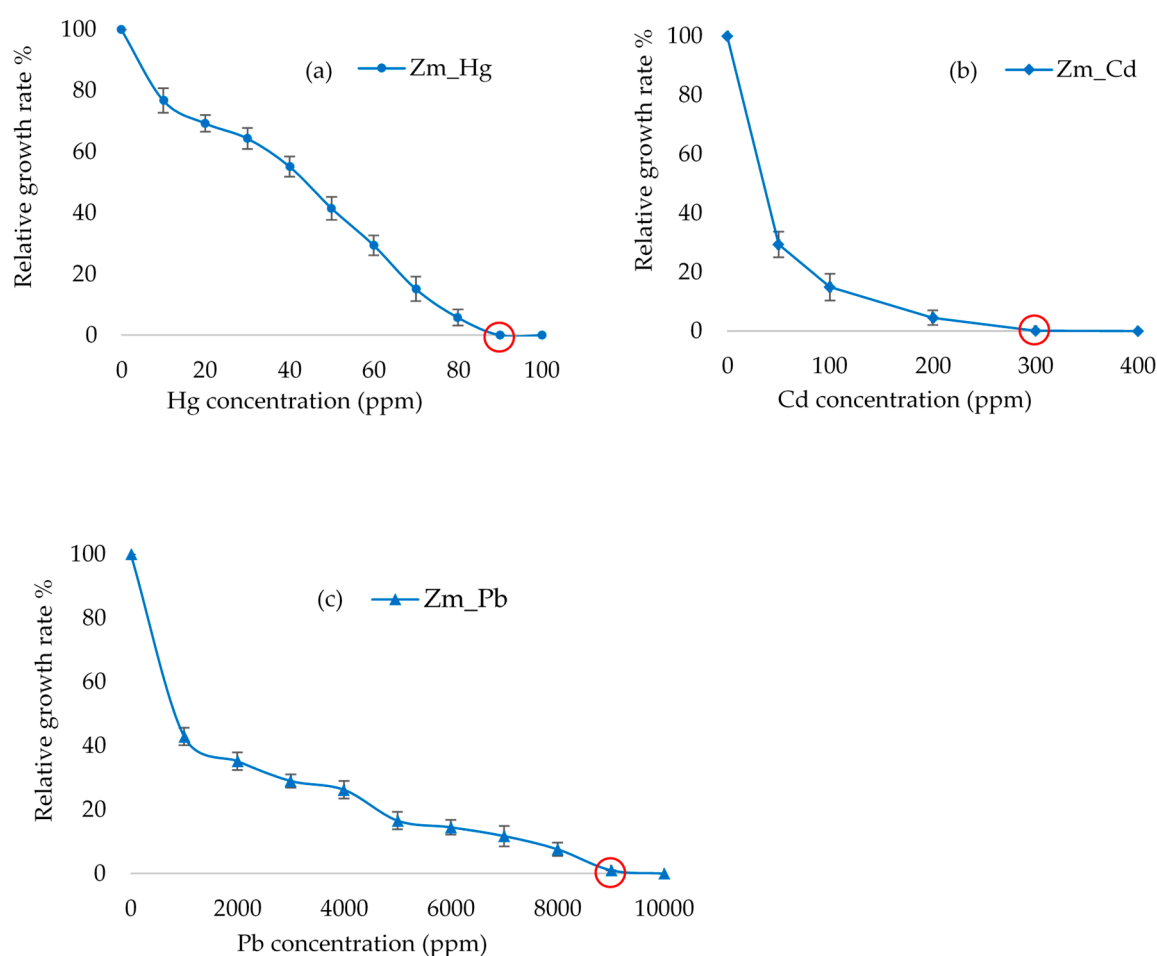 (a) Zm_Hg
Relative growth rate %
100
80
60
40
20
0
0 20 40 60 80 100
Hg concentration (ppm)
(b) Zm_Cd
Relative growth rate %
100
80
60
40
20
0
0 100 200 300 400
Cd concentration (ppm)
(c) Zm_Pb
Relative growth rate %
100
80
60
40
20
0
0 2000 4000 6000 8000 10000
Pb concentration (ppm)